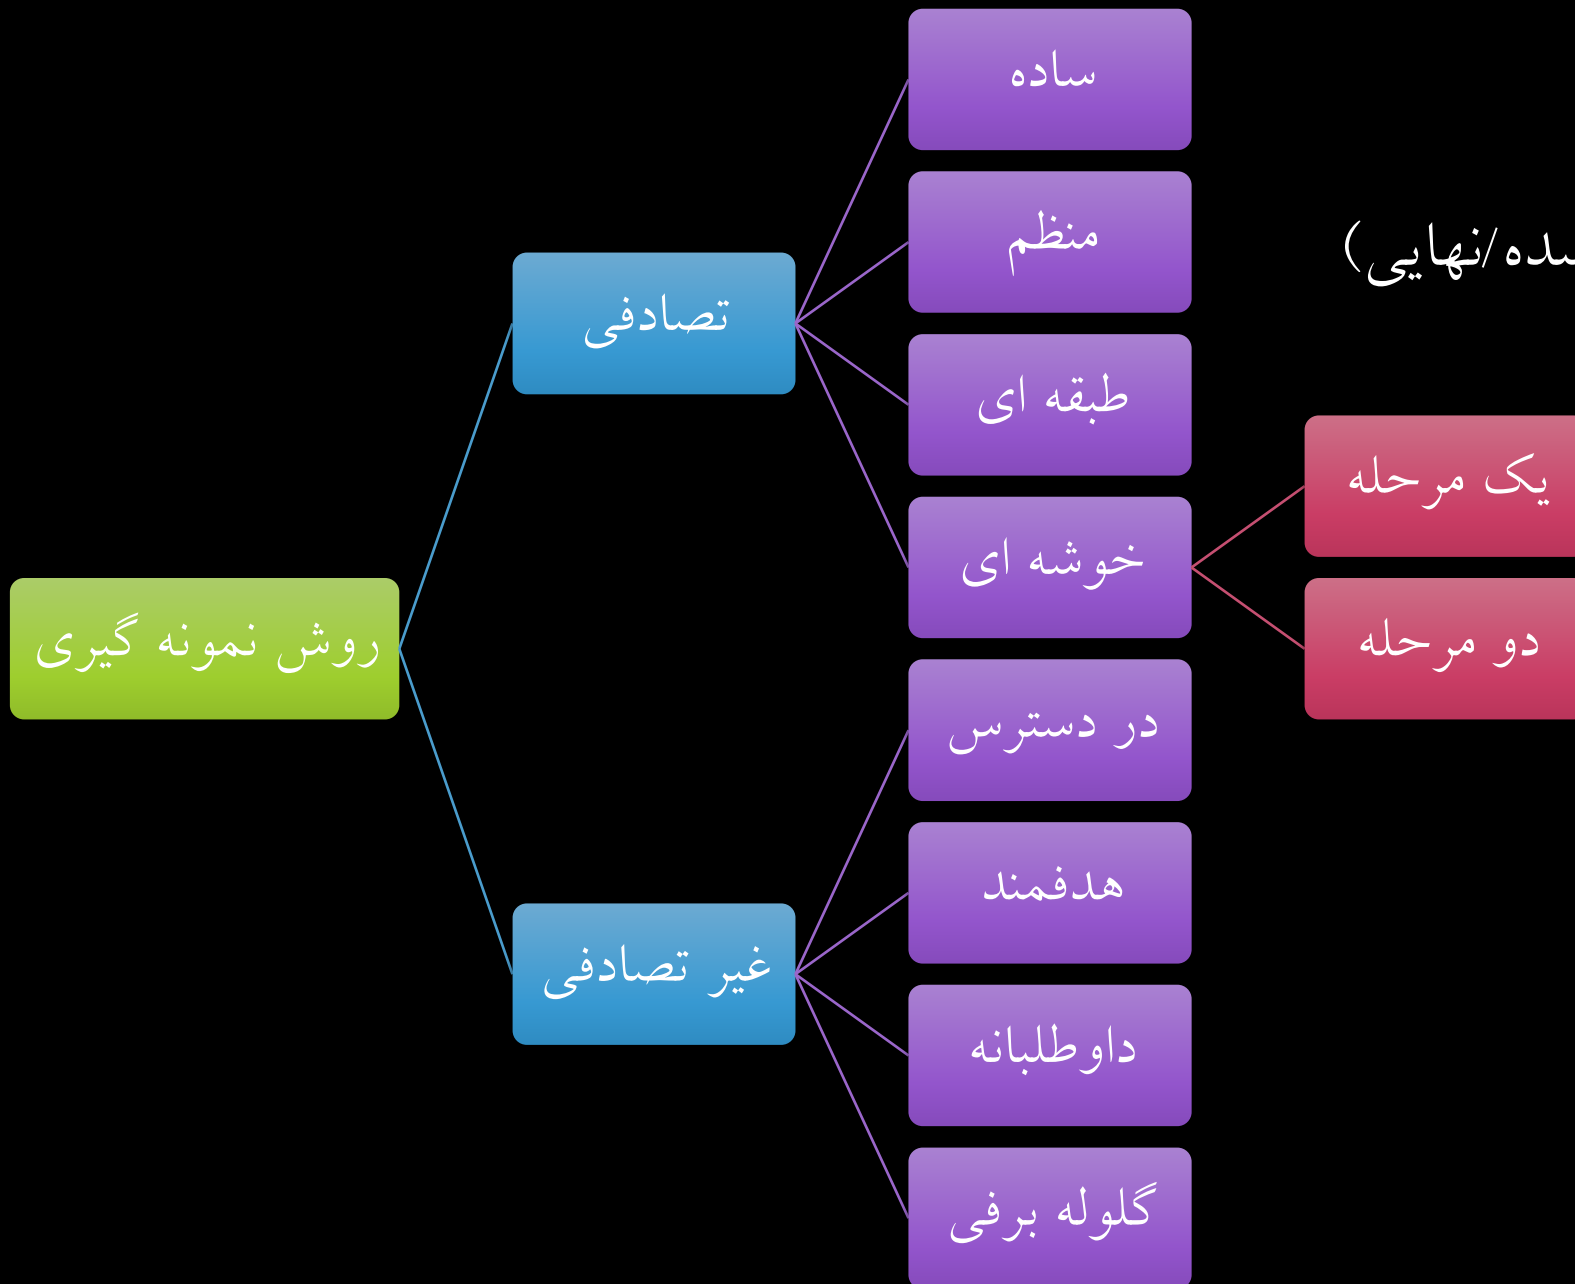 روش نمونه گیری
تصادفی
ساده
منظم
طبقه ای
خوشه ای
یک مرحله
دو مرحله
غیر تصادفی
در دسترس
هدفمند
داوطلبانه
گلوله برفی
/نهایی)